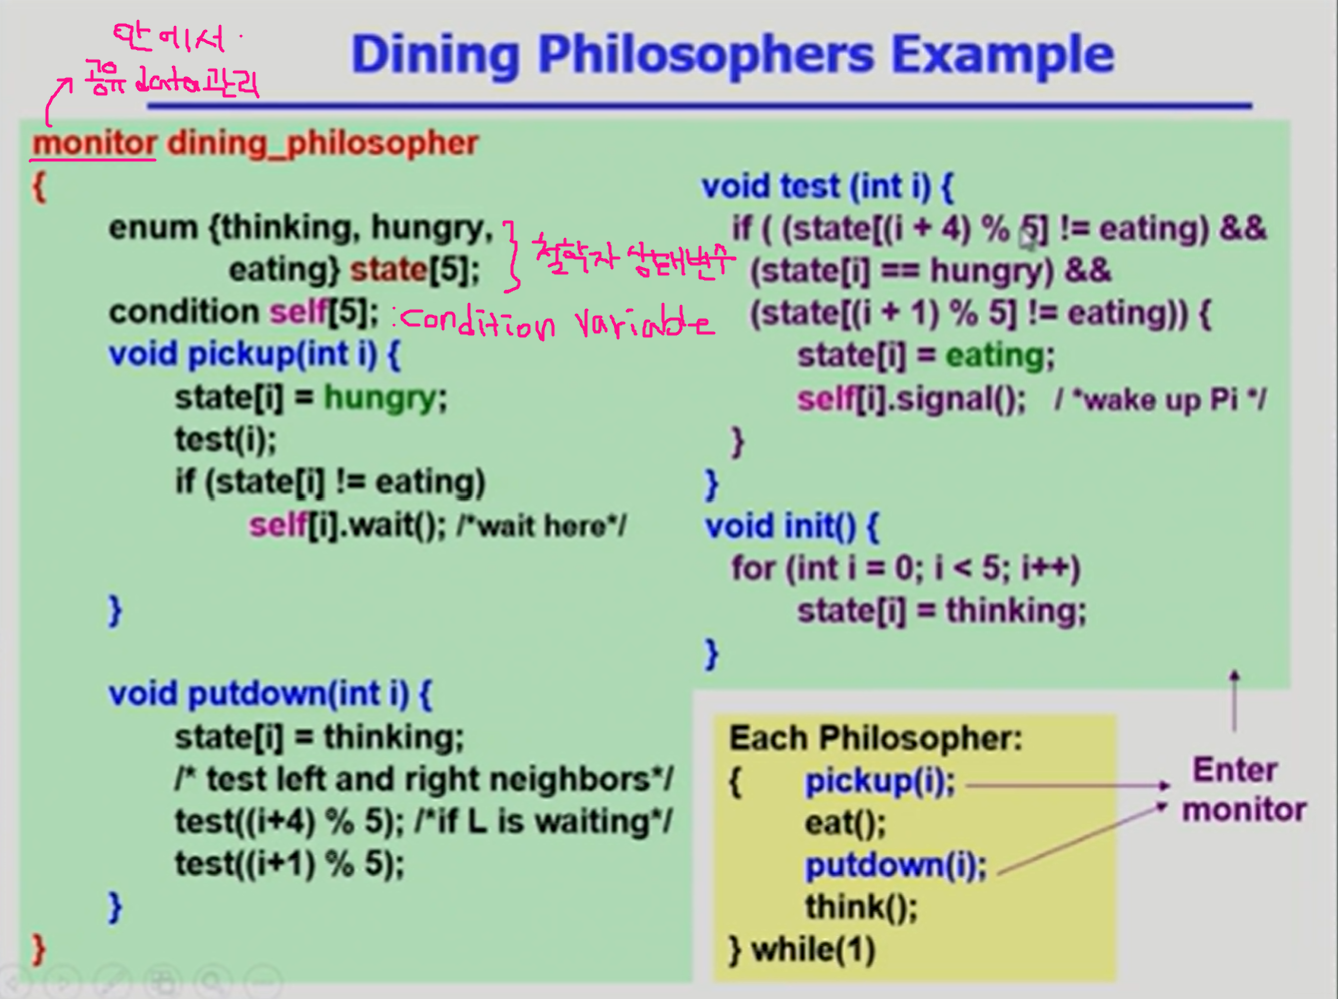 안에서
공유 data관리
Dining Philosophers Example
monitor dining_philosopher
{
enum {thinking, hungry,
eating} state[5];
철학자 상태변수
condition self[5];
:condition variable
void pickup(int i) {
state[i] = hungry;
test(i);
if (state[i] != eating)
self[i].wait(); /*wait here*/
}
void putdown(int i) {
state[i] = thinking;
/* test left and right neighbors*/
test((i+4) % 5); /*if L is waiting*/
test((i+1) % 5);
}
}
void test (int i) {
if ( (state[(i + 4) % 5] != eating) &&
(state[i] == hungry) &&
(state[(i + 1) % 5] != eating)) {
state[i] = eating;
self[i].signal(); / *wake up Pi */
}
}
void init() {
for (int i = 0; i < 5; i++)
state[i] = thinking;
}
Each Philosopher:
{ pickup(i);
eat();
putdown(i);
think();
} while(1)
Enter
monitor